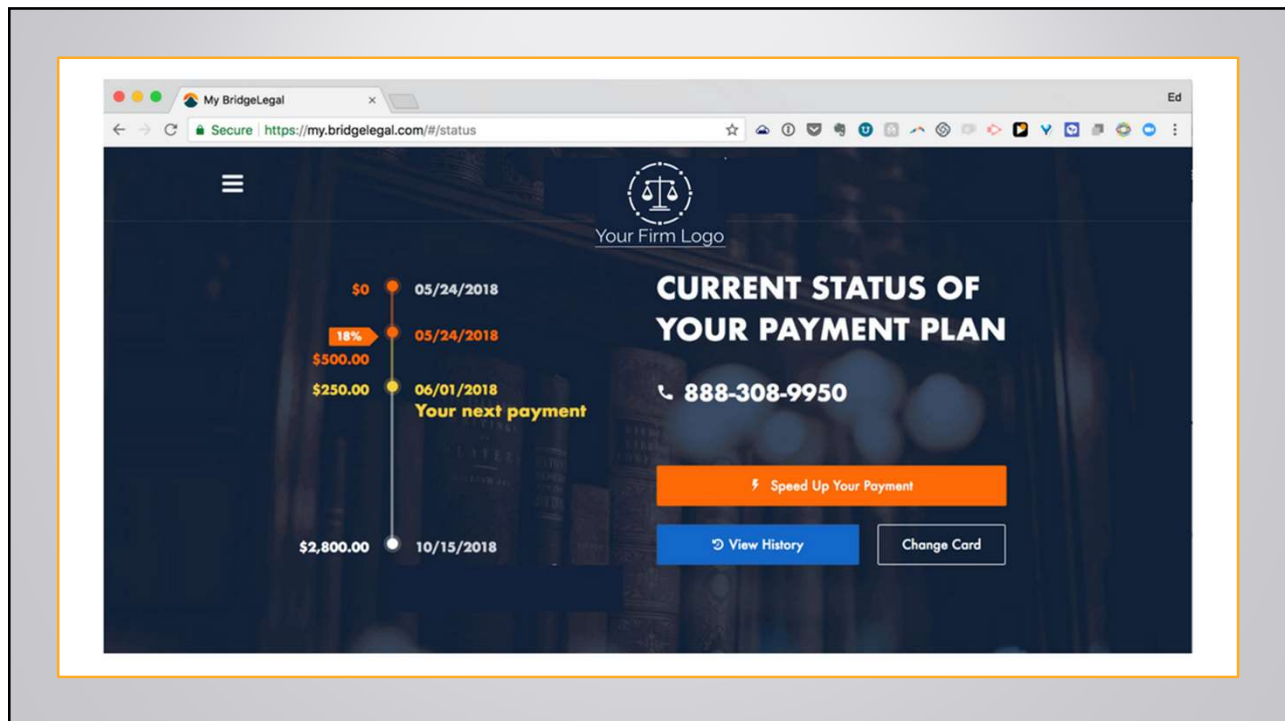 My BridgeLegal
Ed
Secure https://my.bridgelegal.com/#/status
Your Firm Logo
$0 05/24/2018
18% 05/24/2018
$500.00
$250.00 06/01/2018
Your next payment
$2,800.00 10/15/2018
CURRENT STATUS OF
YOUR PAYMENT PLAN
888-308-9950
Speed Up Your Payment
View History
Change Card